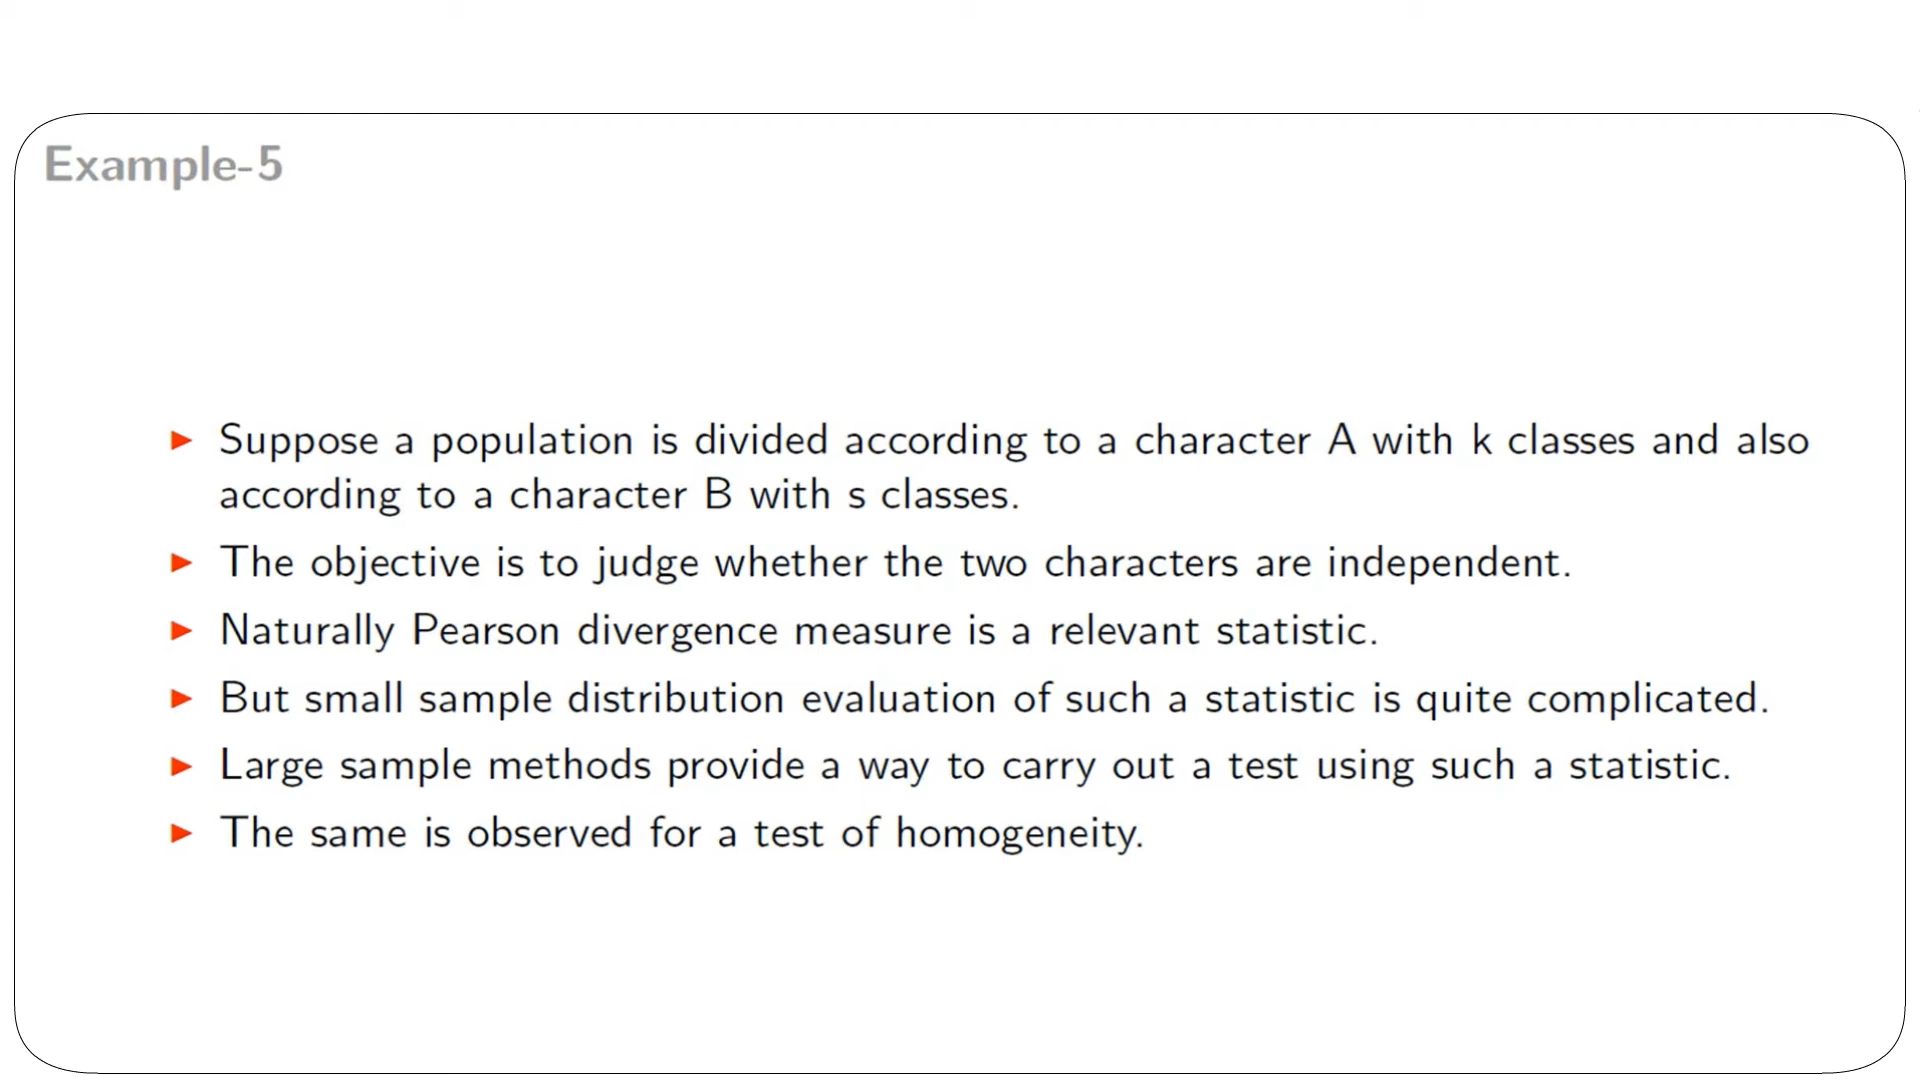 Example-5
► Suppose a population is divided according to a character A with k classes and also
according to a character B with s classes.
► The objective is to judge whether the two characters are independent.
► Naturally Pearson divergence measure is a relevant statistic.
► But small sample distribution evaluation of such a statistic is quite complicated.
► Large sample methods provide a way to carry out a test using such a statistic.
► The same is observed for a test of homogeneity.